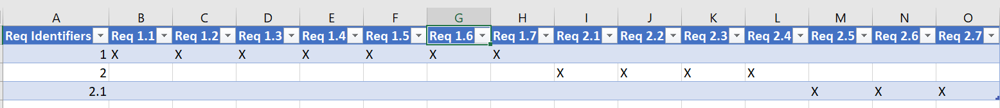 A B C D E F G H I J K L M N O
Req Identifiers Req 1.1 Req 1.2 Req 1.3 Req 1.4 Req 1.5 Req 1.6 Req 1.7 Req 2.1 Req 2.2 Req 2.3 Req 2.4 Req 2.5 Req 2.6 Req 2.7
1 X X X X X X X
2 X X X X
2.1 X X X